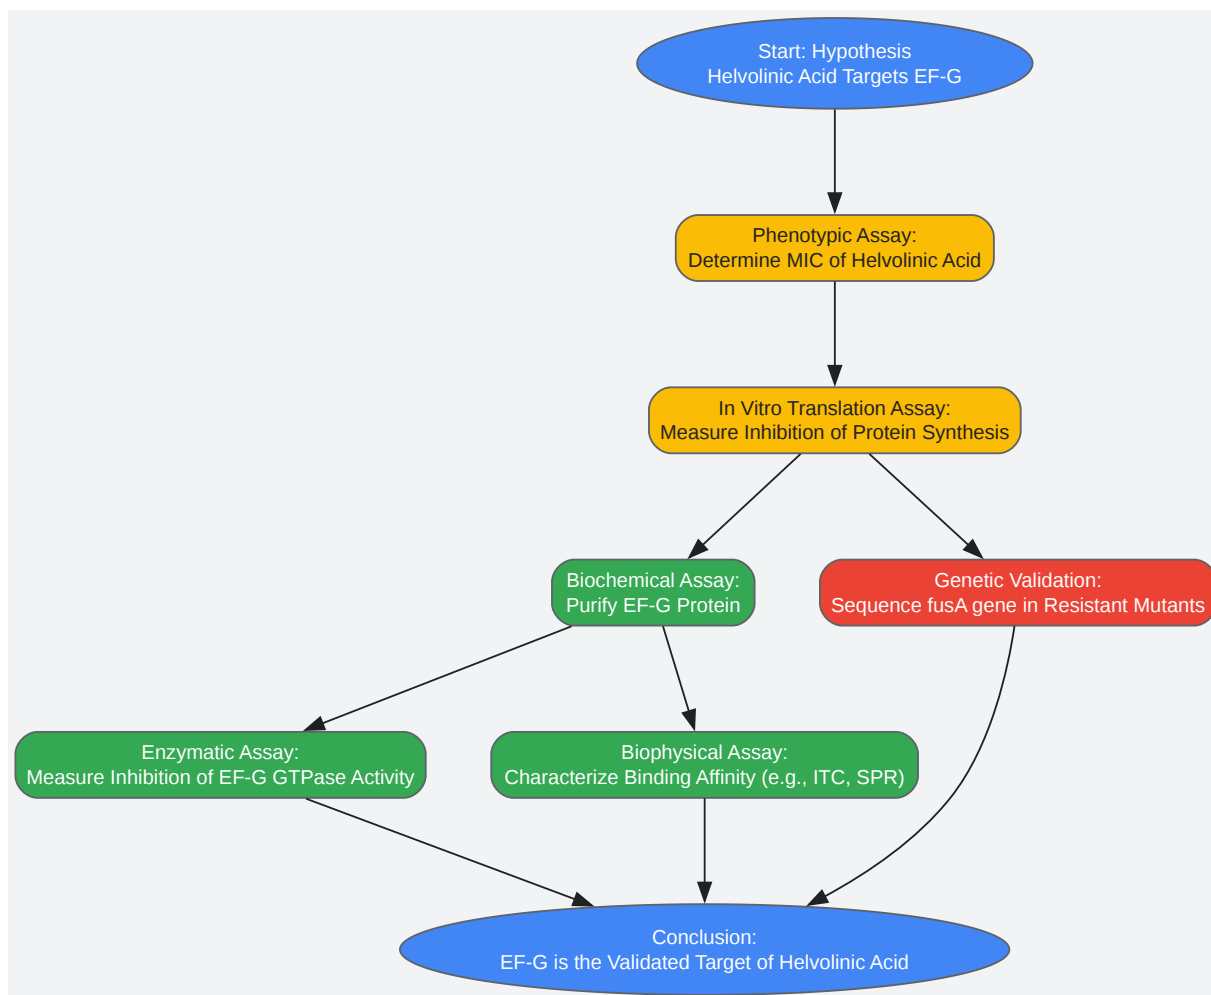 Start: Hypothesis
Helvolinic Acid Targets EF-G
Phenotypic Assay:
Determine MIC of Helvolinic Acid
In Vitro Translation Assay:
Measure Inhibition of Protein Synthesis
Biochemical Assay:
Purify EF-G Protein
Genetic Validation:
Sequence fusA gene in Resistant Mutants
Enzymatic Assay:
Measure Inhibition of EF-G GTPase Activity
Biophysical Assay:
Characterize Binding Affinity (e.g., ITC, SPR)
Conclusion:
EF-G is the Validated Target of Helvolinic Acid